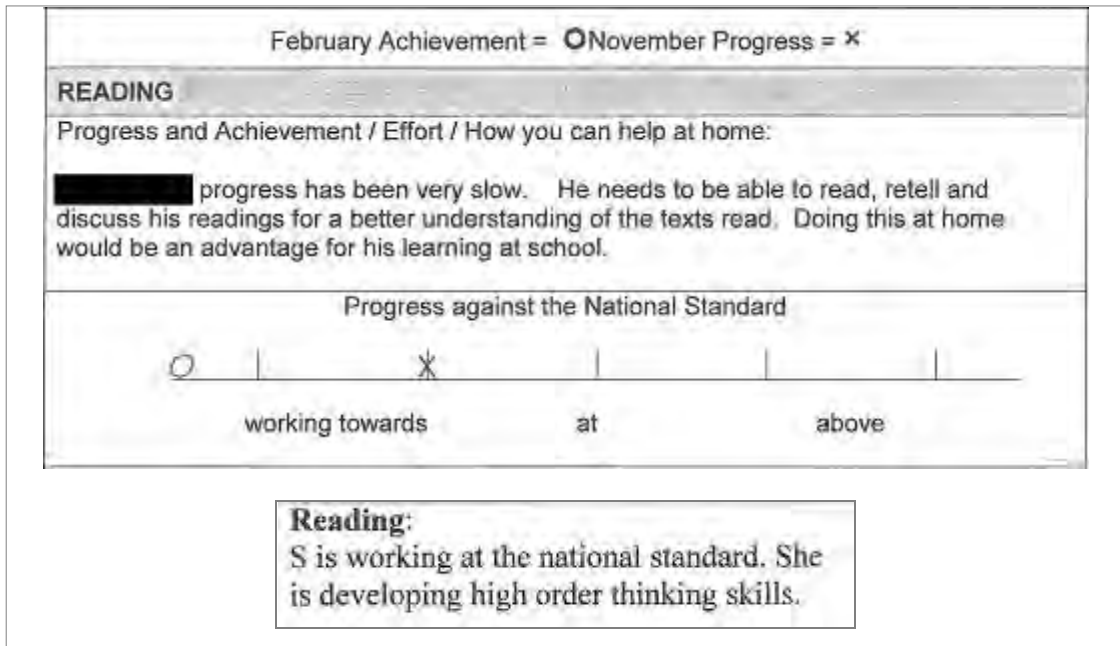 February Achievement = O November Progress = ×
READING
Progress and Achievement / Effort / How you can help at home:
progress has been very slow. He needs to be able to read, retell and
discuss his readings for a better understanding of the texts read. Doing this at home
would be an advantage for his learning at school.
Progress against the National Standard
O X
working towards at above
Reading:
S is working at the national standard. She
is developing high order thinking skills.